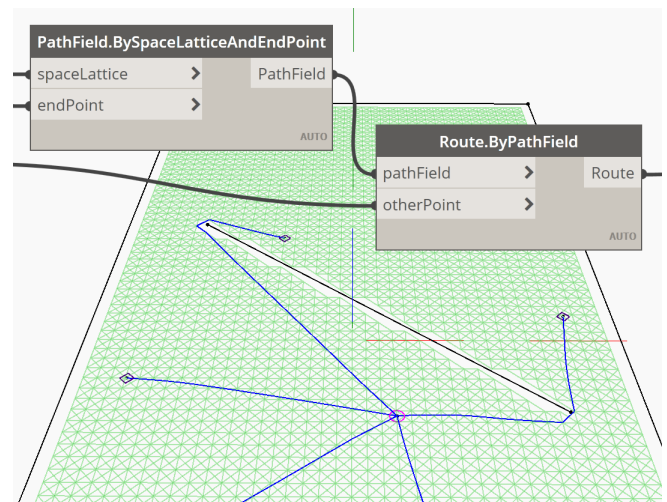 PathField.BySpaceLatticeAndEndPoint
spaceLattice > PathField
endPoint >
AUTO
Route.ByPathField
pathField > Route
otherPoint >
AUTO